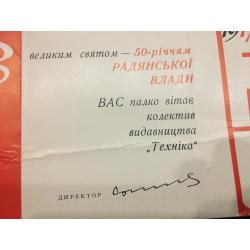 великим святом — 50-річчям
РАДЯНСЬКОЇ
ВЛАДИ
ВАС палко вітає
колектив
видавництва
„Техніка"
ДИРЕКТОР